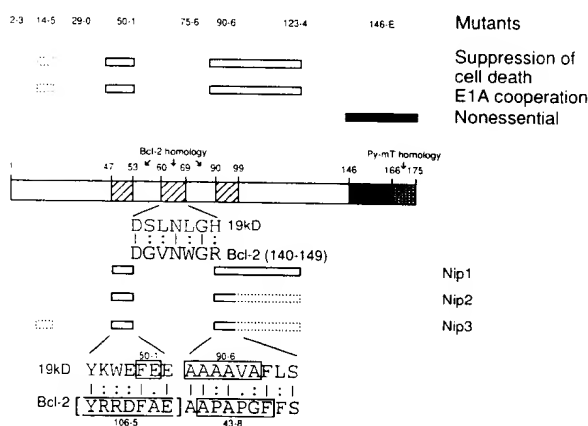 2-3 14-5 29-0 50-1 75-6 90-6 123-4 146-E Mutants
Suppression of
cell death
E1A cooperation
Nonessential
Bcl-2 homology Py-mT homology
1 47 53 60 69 90 99 146 166 175
DSLNLGH 19kD
DGVNWGR Bcl-2 (140-149)
Nip1
Nip2
Nip3
50-1 90-6
19kD YKWEFEE AAAAVAFLS
Bcl-2 [YRRDFAE]AAPAPGFFS
106-5 43-8